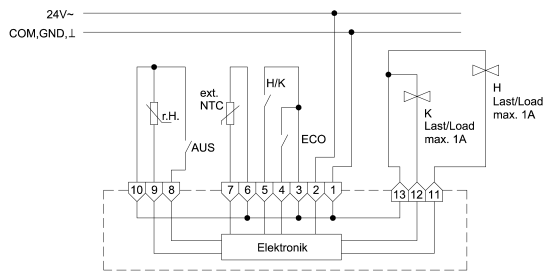 24V~
COM,GND,⊥
r.H.
AUS
ext.
NTC
H/K
ECO
H
Last/Load
max. 1A
K
Last/Load
max. 1A
10 9 8 7 6 5 4 3 2 1 13 12 11
Elektronik